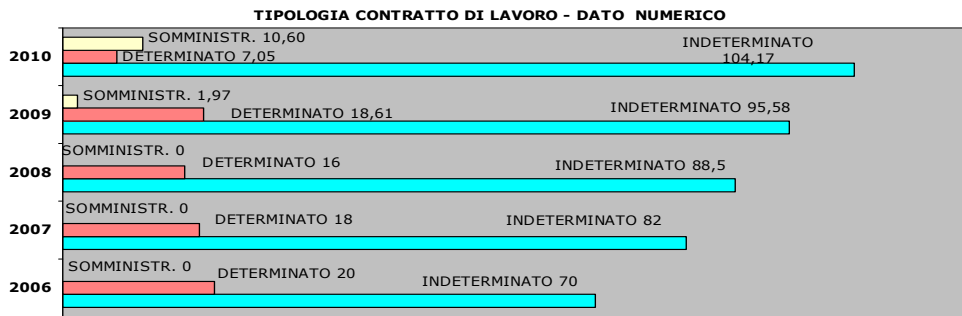 TIPOLOGIA CONTRATTO DI LAVORO - DATO NUMERICO
SOMMINISTR. 10,60
INDETERMINATO
2010
DETERMINATO 7,05
104,17
SOMMINISTR. 1,97
2009
DETERMINATO 18,61
INDETERMINATO 95,58
SOMMINISTR. 0
2008
DETERMINATO 16
INDETERMINATO 88,5
SOMMINISTR. 0
2007
DETERMINATO 18
INDETERMINATO 82
SOMMINISTR. 0
2006
DETERMINATO 20
INDETERMINATO 70